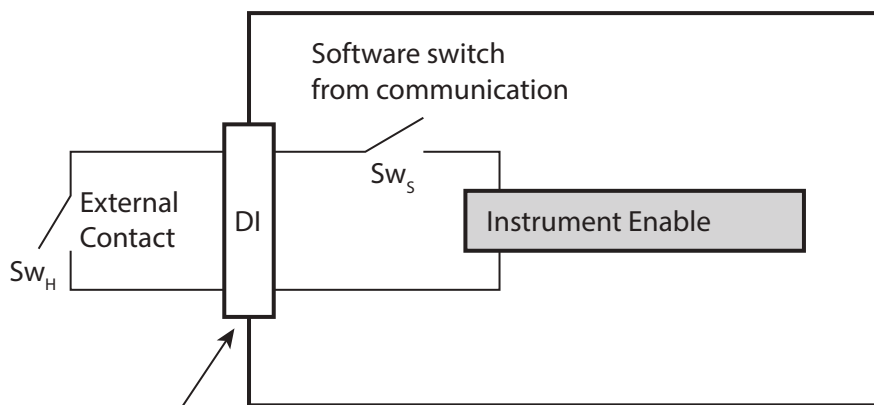 Software switch
from communication
Sw_S
External
Contact
DI
Instrument Enable
Sw_H